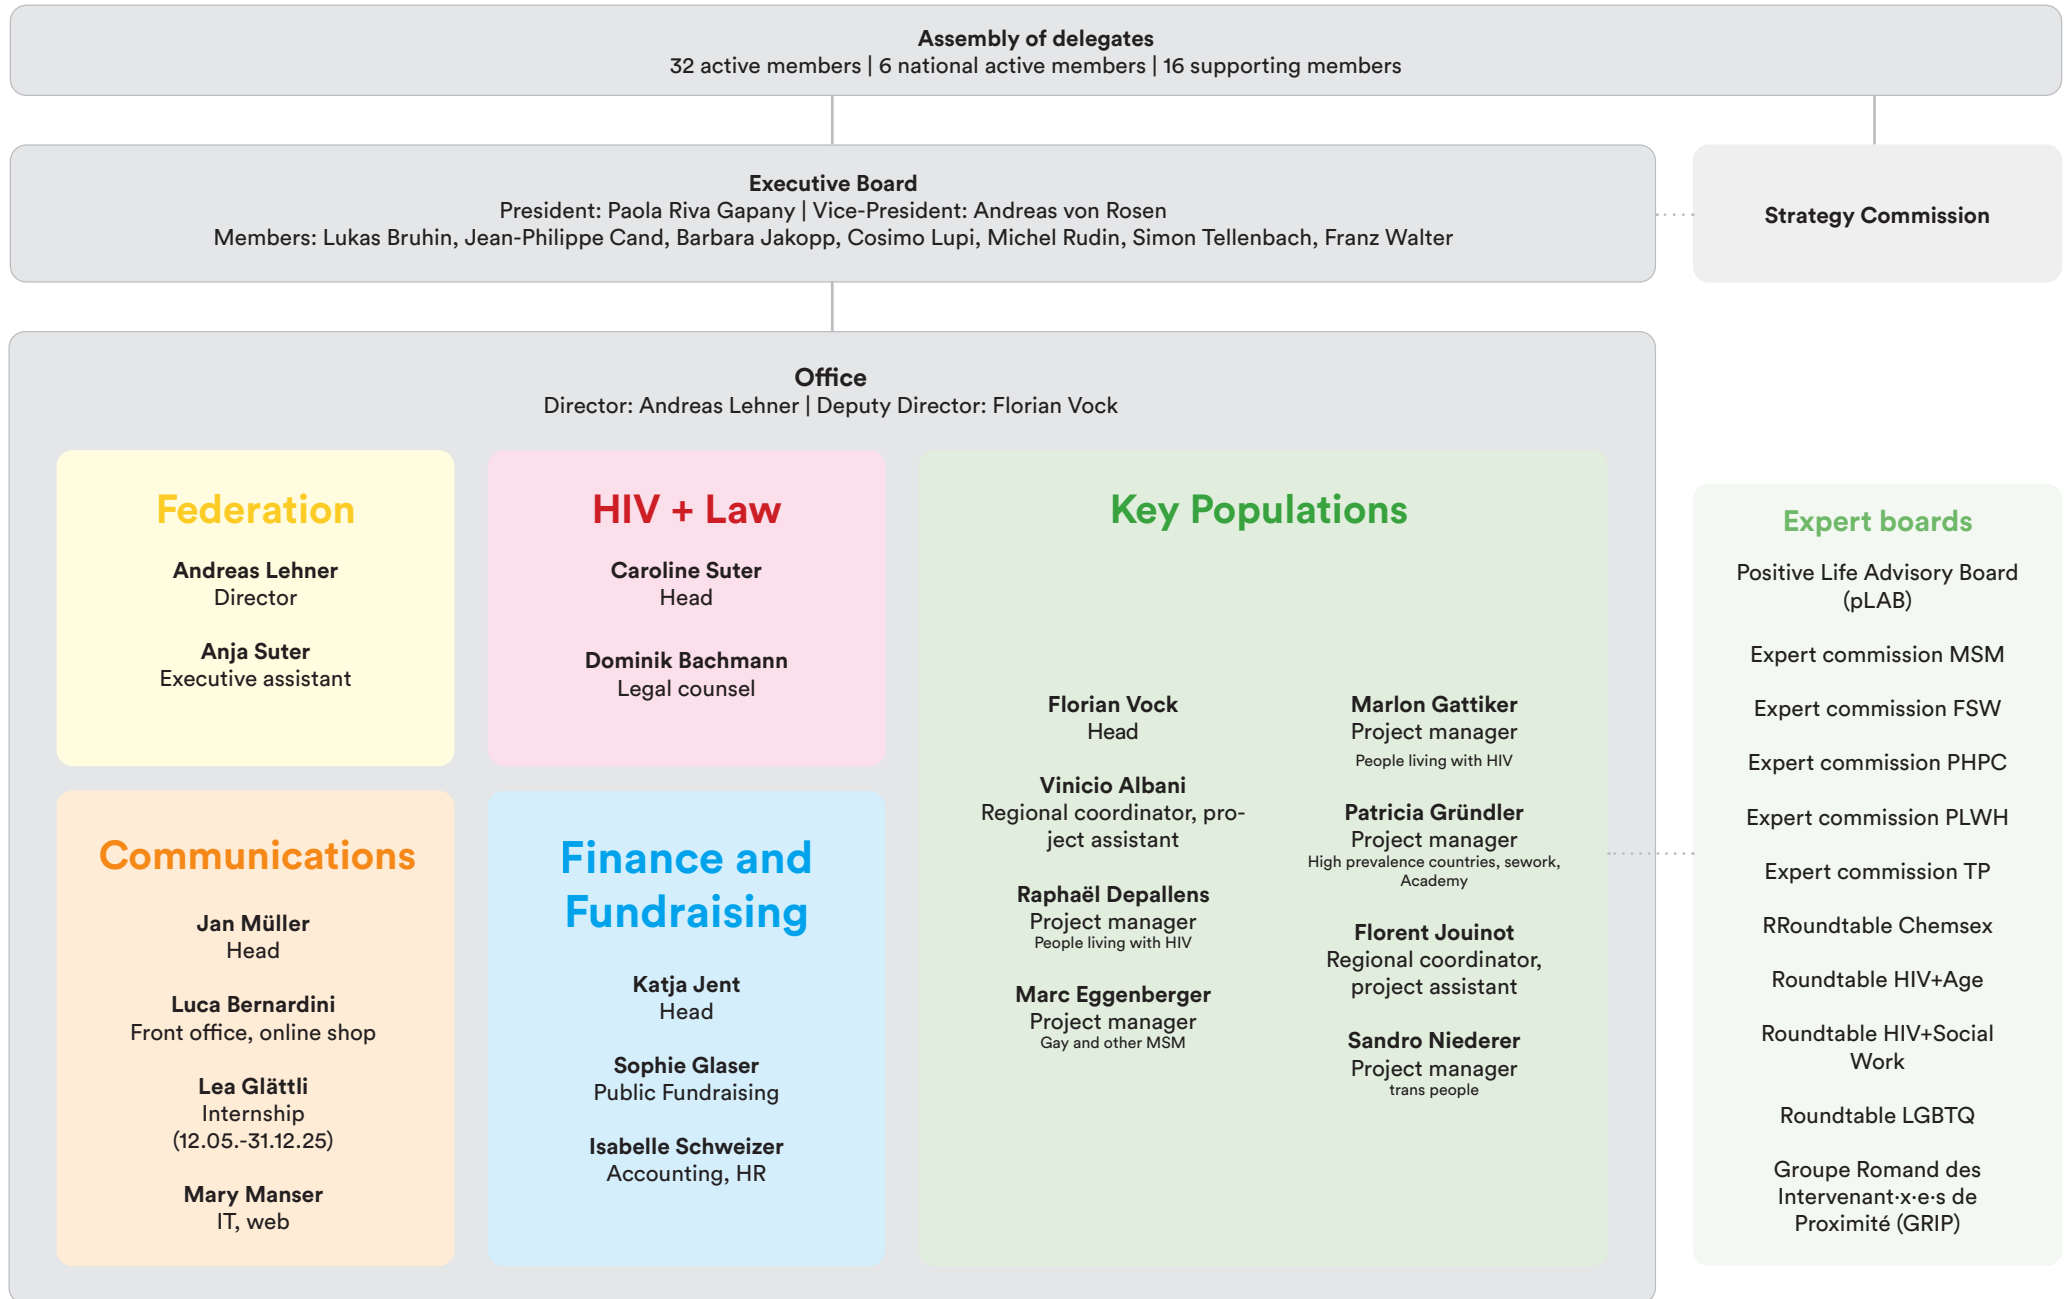 Assembly of delegates
32 active members | 6 national active members | 16 supporting members
Executive Board
President: Paola Riva Gapany | Vice-President: Andreas von Rosen
Members: Lukas Bruhin, Jean-Philippe Cand, Barbara Jakopp, Cosimo Lupi, Michel Rudin, Simon Tellenbach, Franz Walter
Strategy Commission
Office
Director: Andreas Lehner | Deputy Director: Florian Vock
Federation
Andreas Lehner
Director
Anja Suter
Executive assistant
HIV + Law
Caroline Suter
Head
Dominik Bachmann
Legal counsel
Communications
Jan Müller
Head
Luca Bernardini
Front office, online shop
Lea Glättli
Internship
(12.05.-31.12.25)
Mary Manser
IT, web
Finance and
Fundraising
Katja Jent
Head
Sophie Glaser
Public Fundraising
Isabelle Schweizer
Accounting, HR
Key Populations
Florian Vock
Head
Vinicio Albani
Regional coordinator, pro-
ject assistant
Raphaël Depallens
Project manager
People living with HIV
Marc Eggenberger
Project manager
Gay and other MSM
Marlon Gattiker
Project manager
People living with HIV
Patricia Gründler
Project manager
High prevalence countries, sework,
Academy
Florent Jouinot
Regional coordinator,
project assistant
Sandro Niederer
Project manager
trans people
Expert boards
Positive Life Advisory Board
(pLAB)
Expert commission MSM
Expert commission FSW
Expert commission PHPC
Expert commission PLWH
Expert commission TP
RRoundtable Chemsex
Roundtable HIV+Age
Roundtable HIV+Social
Work
Roundtable LGBTQ
Groupe Romand des
Intervenant·x·e·s de
Proximité (GRIP)